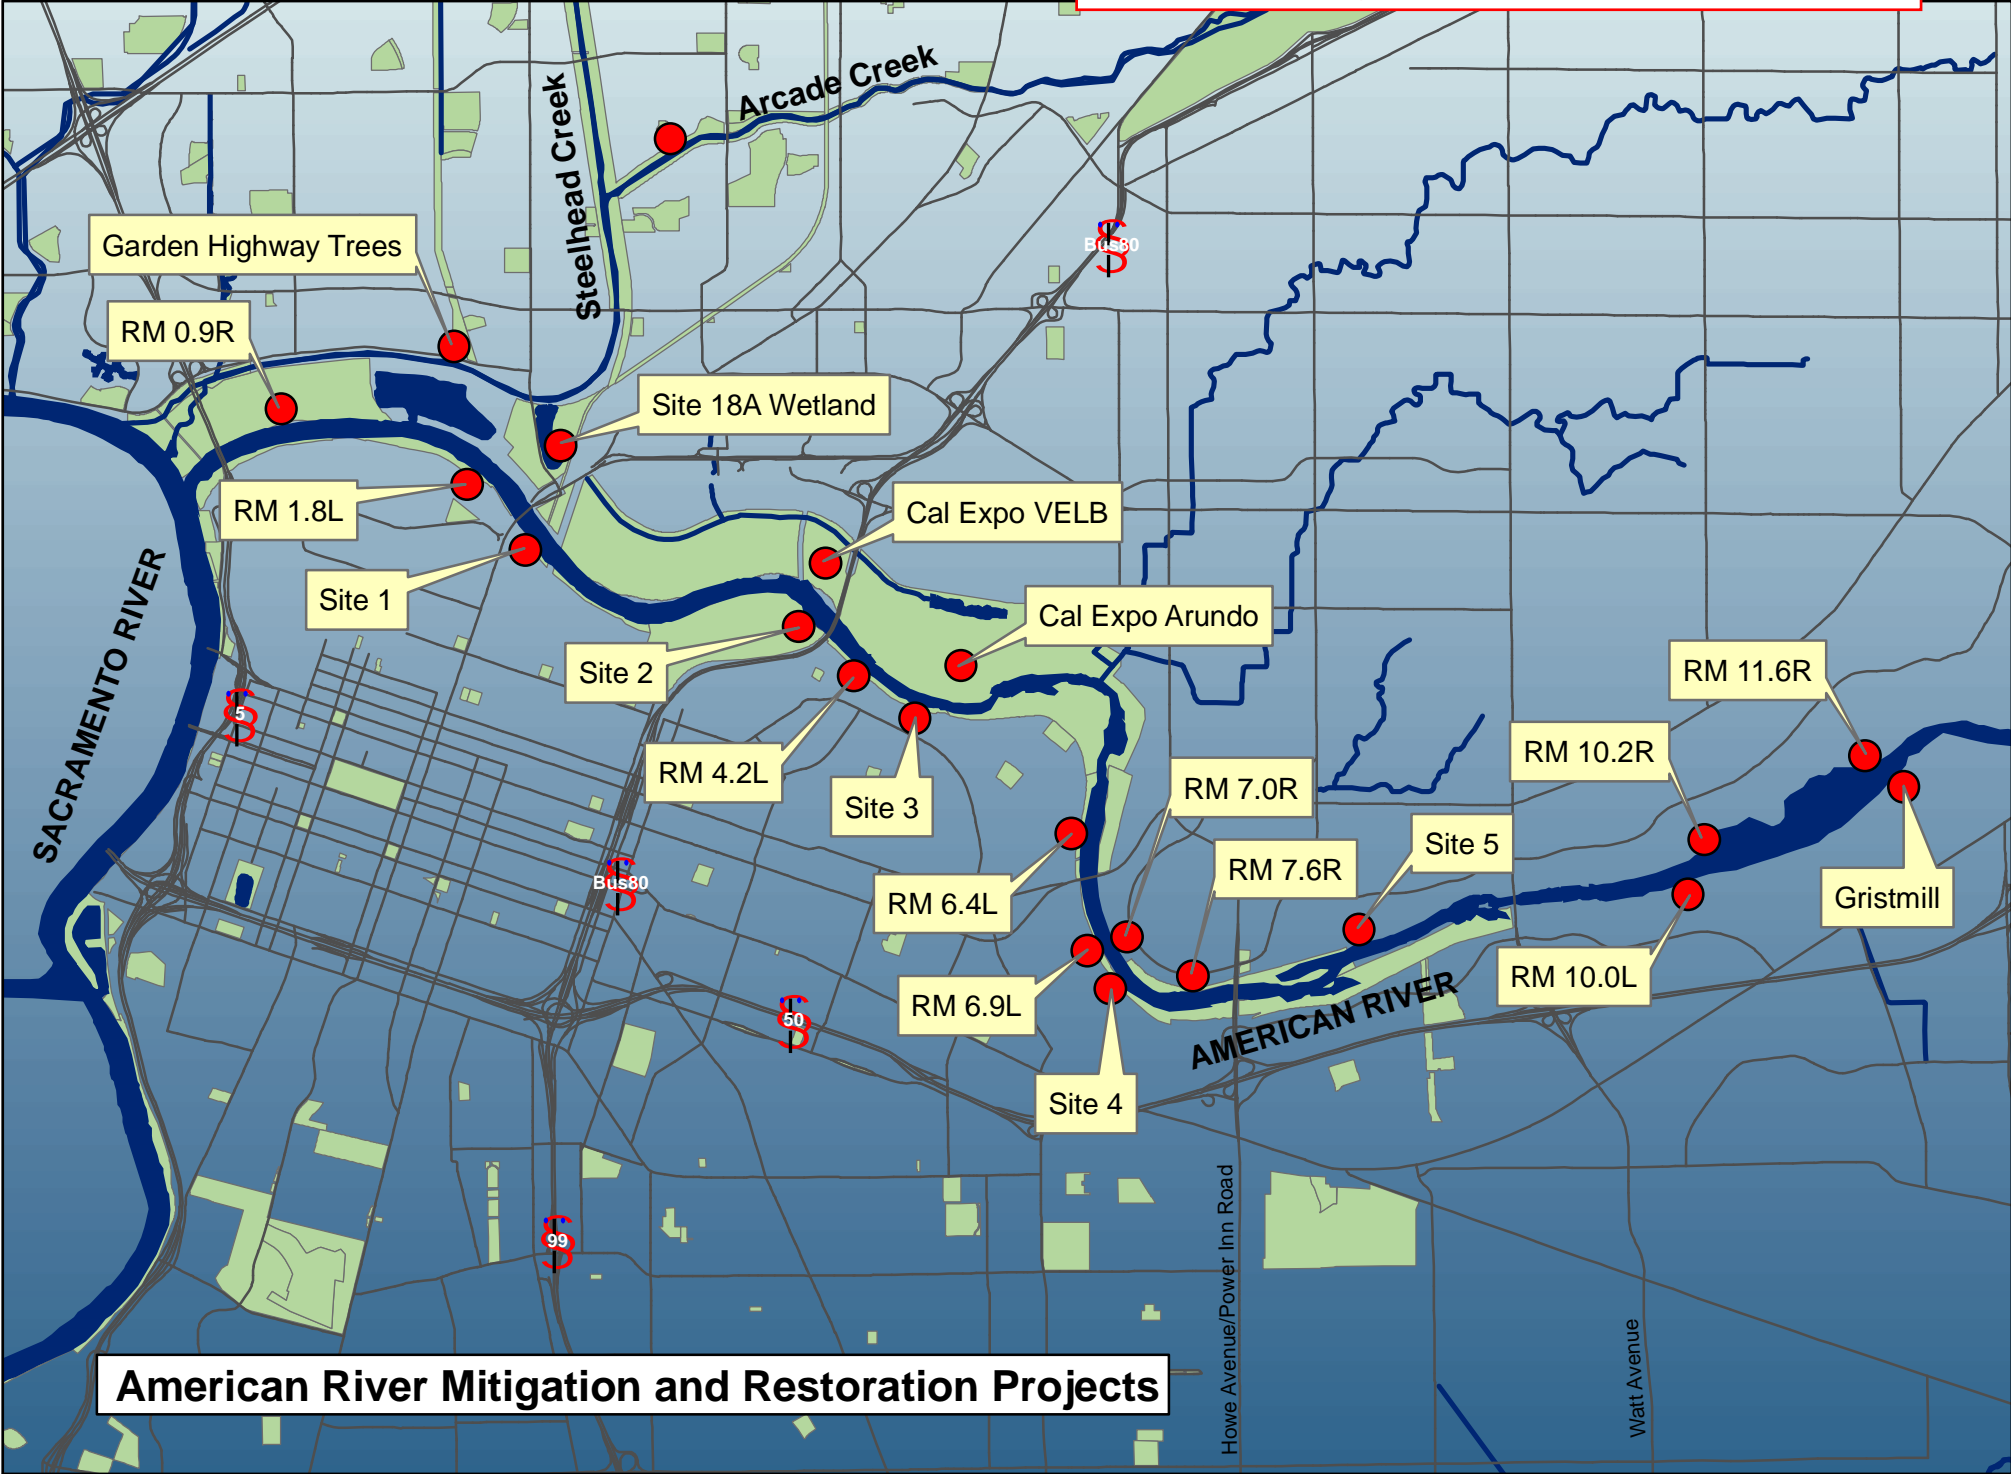 Arcade Creek
Steelhead Creek
Bus80
Garden Highway Trees
RM 0.9R
Site 18A Wetland
RM 1.8L
Cal Expo VELB
Site 1
Cal Expo Arundo
SACRAMENTO RIVER
Site 2
RM 11.6R
5
RM 10.2R
RM 4.2L
RM 7.0R
Site 3
Site 5
RM 7.6R
Bus80
RM 6.4L
Gristmill
RM 10.0L
RM 6.9L
50
AMERICAN RIVER
Site 4
99
Howe Avenue/Power Inn Road
Watt Avenue
American River Mitigation and Restoration Projects